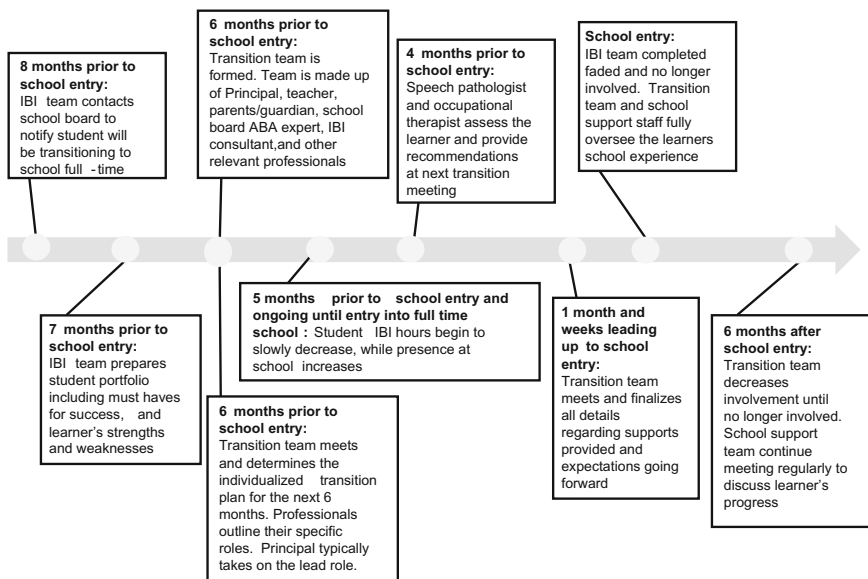 8 months prior to
school entry:
IBI team contacts
school board to
notify student will
be transitioning to
school full -time
6 months prior to
school entry:
Transition team is
formed. Team is made up
of Principal, teacher,
parents/guardian, school
board ABA expert, IBI
consultant,and other
relevant professionals
4 months prior to
school entry:
Speech pathologist
and occupational
therapist assess the
learner and provide
recommendations
at next transition
meeting
School entry:
IBI team completed
faded and no longer
involved. Transition
team and school
support staff fully
oversee the learners
school experience
7 months prior to
school entry:
IBI team prepares
student portfolio
including must haves
for success, and
learner's strengths
and weaknesses
6 months prior to
school entry:
Transition team meets
and determines the
individualized transition
plan for the next 6
months. Professionals
outline their specific
roles. Principal typically
takes on the lead role.
5 months prior to school entry and
ongoing until entry into full time
school : Student IBI hours begin to
slowly decrease, while presence at
school increases
1 month and
weeks leading
up to school
entry:
Transition team
meets and finalizes
all details
regarding supports
provided and
expectations going
forward
6 months after
school entry:
Transition team
decreases
involvement until
no longer involved.
School support
team continue
meeting regularly to
discuss learner's
progress